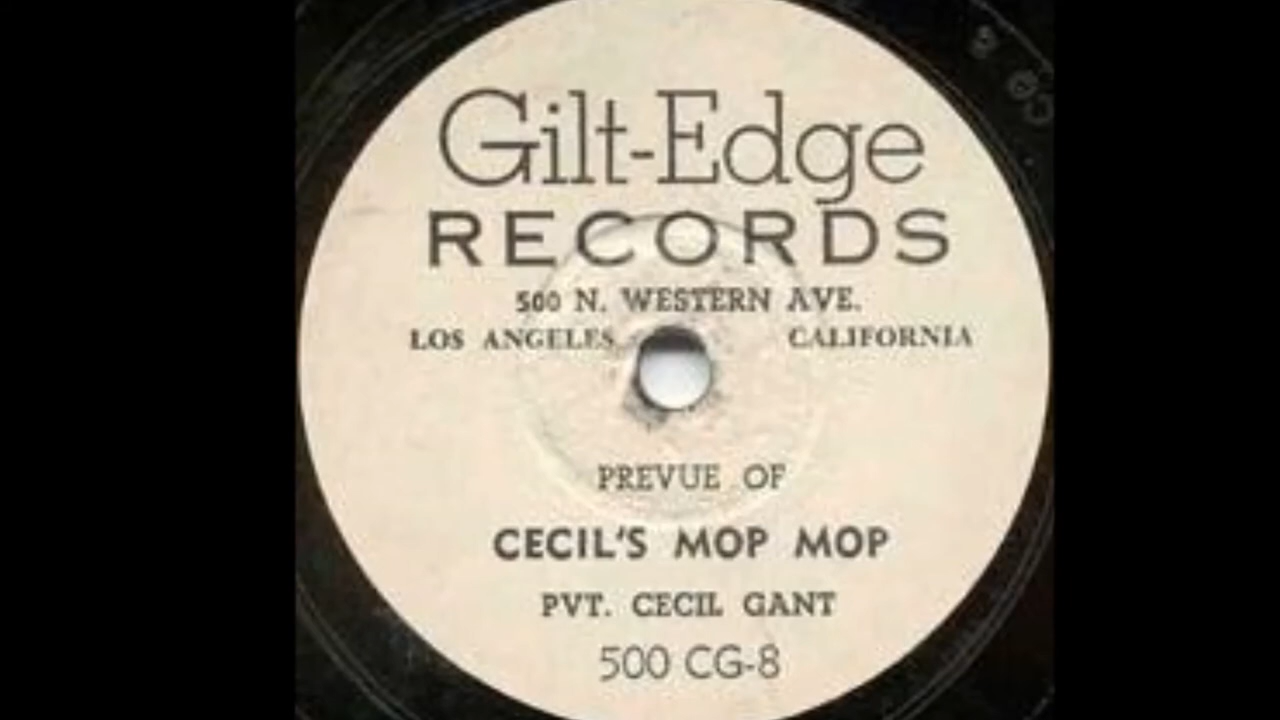 Gilt-Edge
RECORDS
500 N. WESTERN AVE.
LOS ANGELES CALIFORNIA
PREVUE OF
CECIL'S MOP MOP
PVT. CECIL GANT
500 CG-8